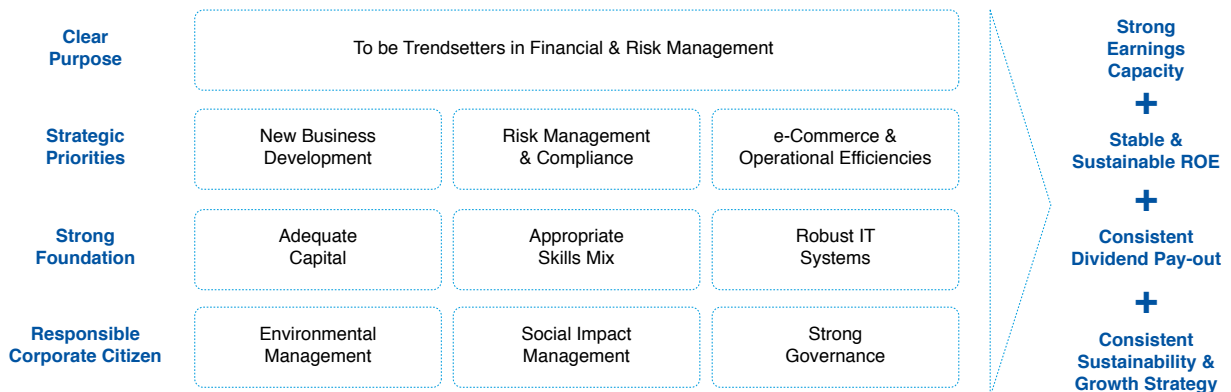 Clear
Purpose
To be Trendsetters in Financial & Risk Management
Strategic
Priorities
New Business
Development
Risk Management
& Compliance
e-Commerce &
Operational Efficiencies
Strong
Foundation
Adequate
Capital
Appropriate
Skills Mix
Robust IT
Systems
Responsible
Corporate Citizen
Environmental
Management
Social Impact
Management
Strong
Governance
Strong
Earnings
Capacity
+
Stable &
Sustainable ROE
+
Consistent
Dividend Pay-out
+
Consistent
Sustainability &
Growth Strategy